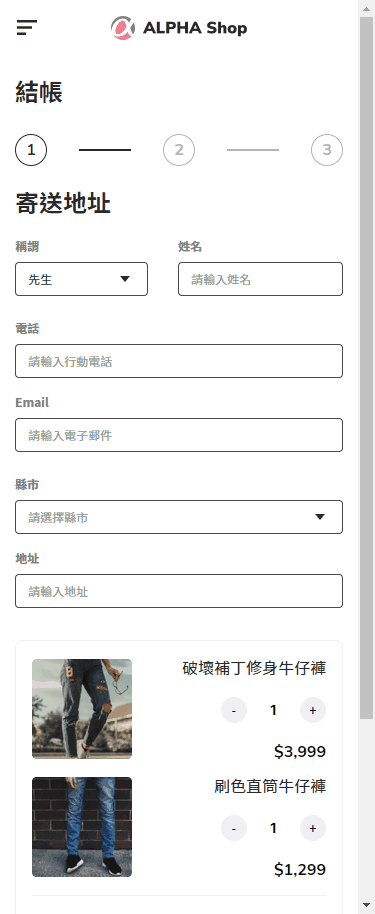 ALPHA Shop
結帳
1 2 3
寄送地址
稱謂 姓名
先生 請輸入姓名
電話
請輸入行動電話
Email
請輸入電子郵件
縣市
請選擇縣市
地址
請輸入地址
破壞補丁修身牛仔褲
- 1 +
$3,999
刷色直筒牛仔褲
- 1 +
$1,299